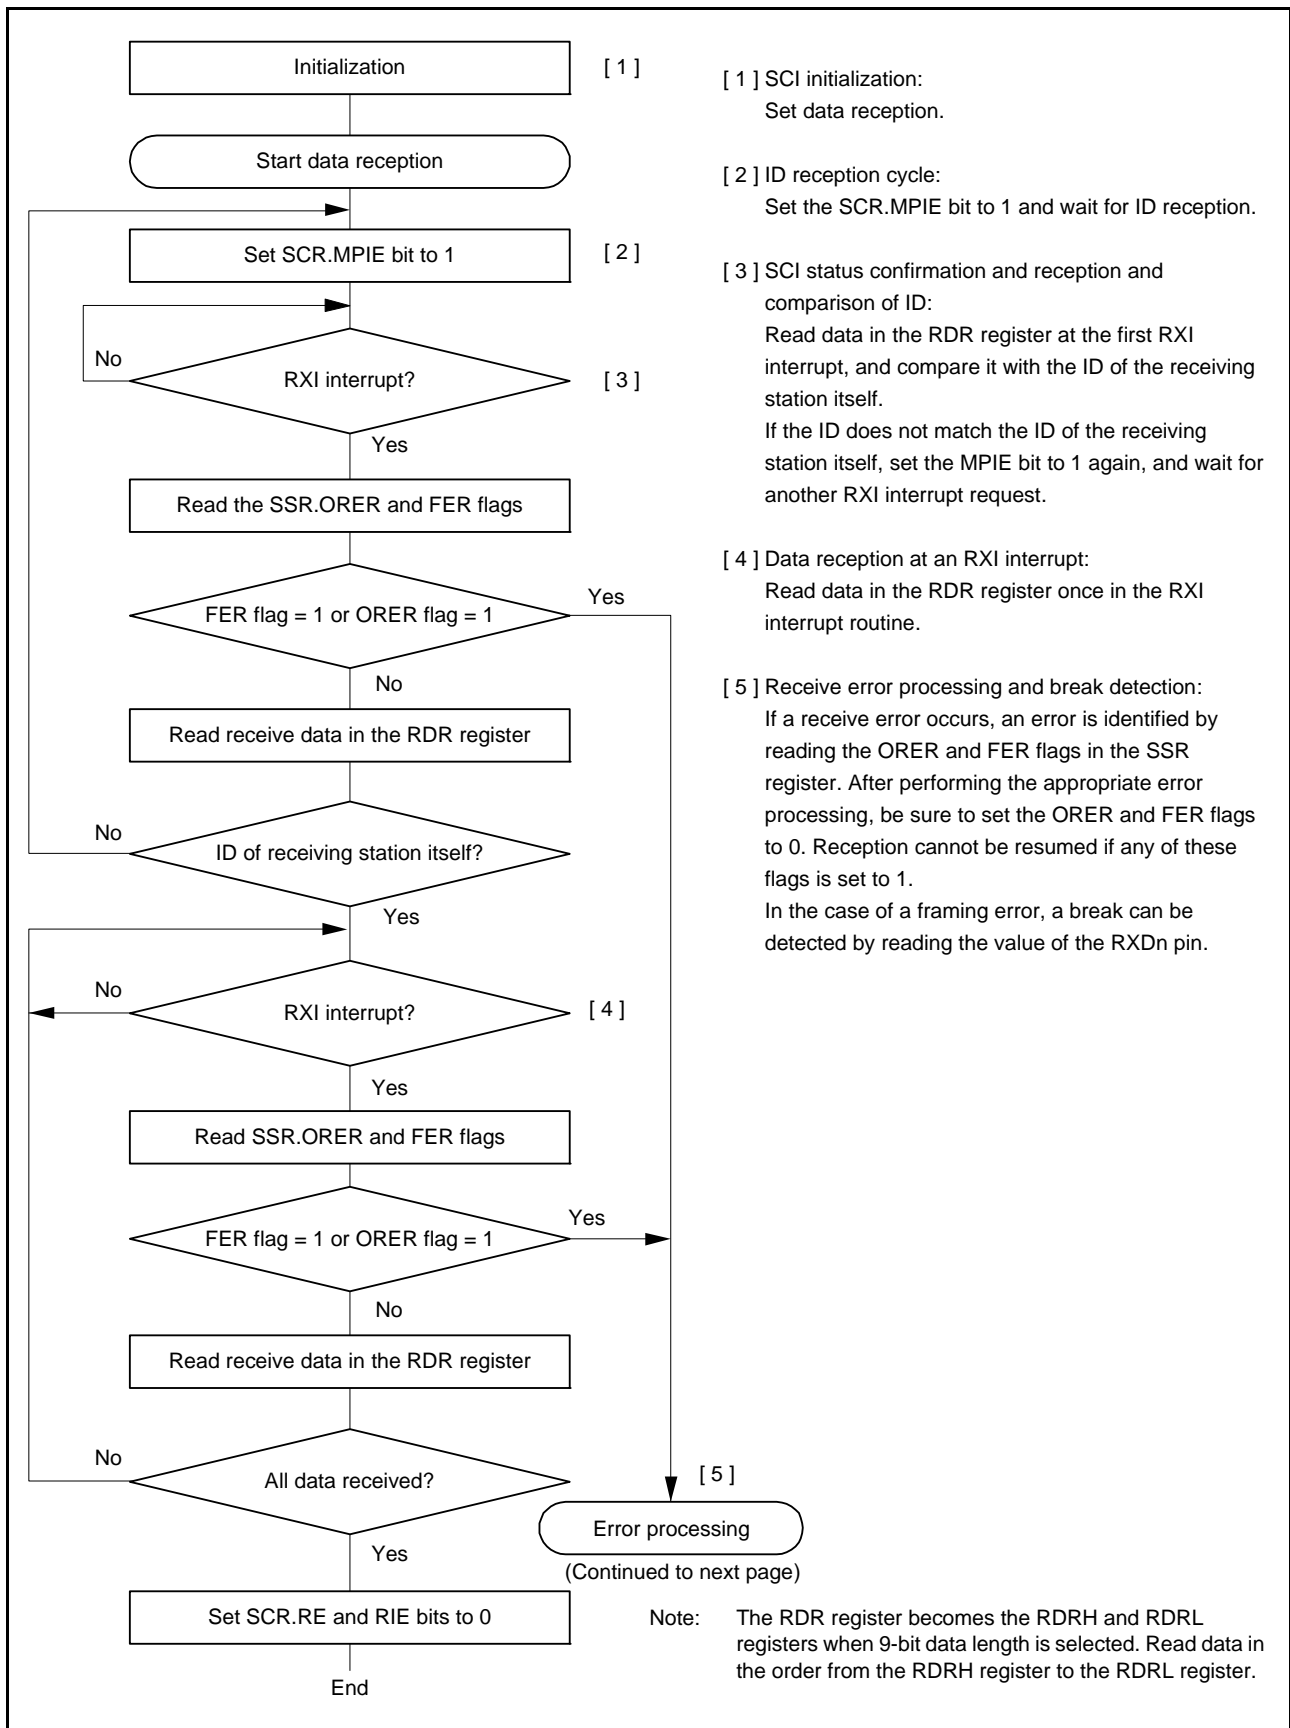 Initialization
[ 1 ]
Start data reception
Set SCR.MPIE bit to 1
[ 2 ]
No
RXI interrupt?
[ 3 ]
Yes
Read the SSR.ORER and FER flags
FER flag = 1 or ORER flag = 1
Yes
No
Read receive data in the RDR register
No
ID of receiving station itself?
Yes
No
RXI interrupt?
[ 4 ]
Yes
Read SSR.ORER and FER flags
FER flag = 1 or ORER flag = 1
Yes
No
Read receive data in the RDR register
No
All data received?
[ 5 ]
Error processing
(Continued to next page)
Yes
Set SCR.RE and RIE bits to 0
End
[ 1 ] SCI initialization:
Set data reception.
[ 2 ] ID reception cycle:
Set the SCR.MPIE bit to 1 and wait for ID reception.
[ 3 ] SCI status confirmation and reception and
comparison of ID:
Read data in the RDR register at the first RXI
interrupt, and compare it with the ID of the receiving
station itself.
If the ID does not match the ID of the receiving
station itself, set the MPIE bit to 1 again, and wait for
another RXI interrupt request.
[ 4 ] Data reception at an RXI interrupt:
Read data in the RDR register once in the RXI
interrupt routine.
[ 5 ] Receive error processing and break detection:
If a receive error occurs, an error is identified by
reading the ORER and FER flags in the SSR
register. After performing the appropriate error
processing, be sure to set the ORER and FER flags
to 0. Reception cannot be resumed if any of these
flags is set to 1.
In the case of a framing error, a break can be
detected by reading the value of the RXDn pin.
Note: The RDR register becomes the RDRH and RDRL
registers when 9-bit data length is selected. Read data in
the order from the RDRH register to the RDRL register.